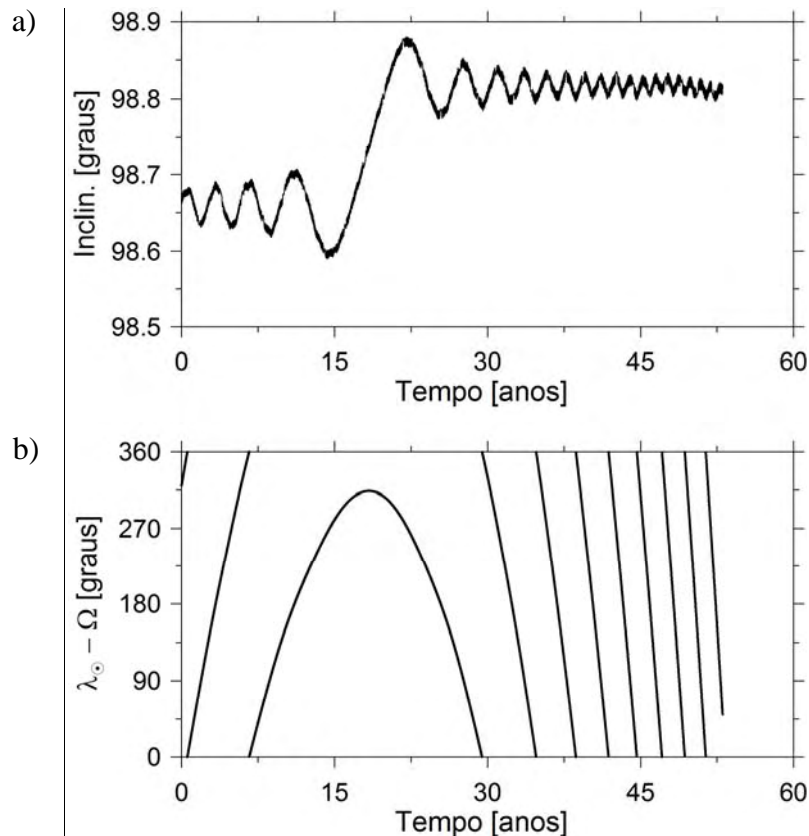 a)
Inclin. [graus]
98.9
98.8
98.7
98.6
98.5
0 15 30 45 60
Tempo [anos]
b)
λ☉ − Ω [graus]
360
270
180
90
0
0 15 30 45 60
Tempo [anos]